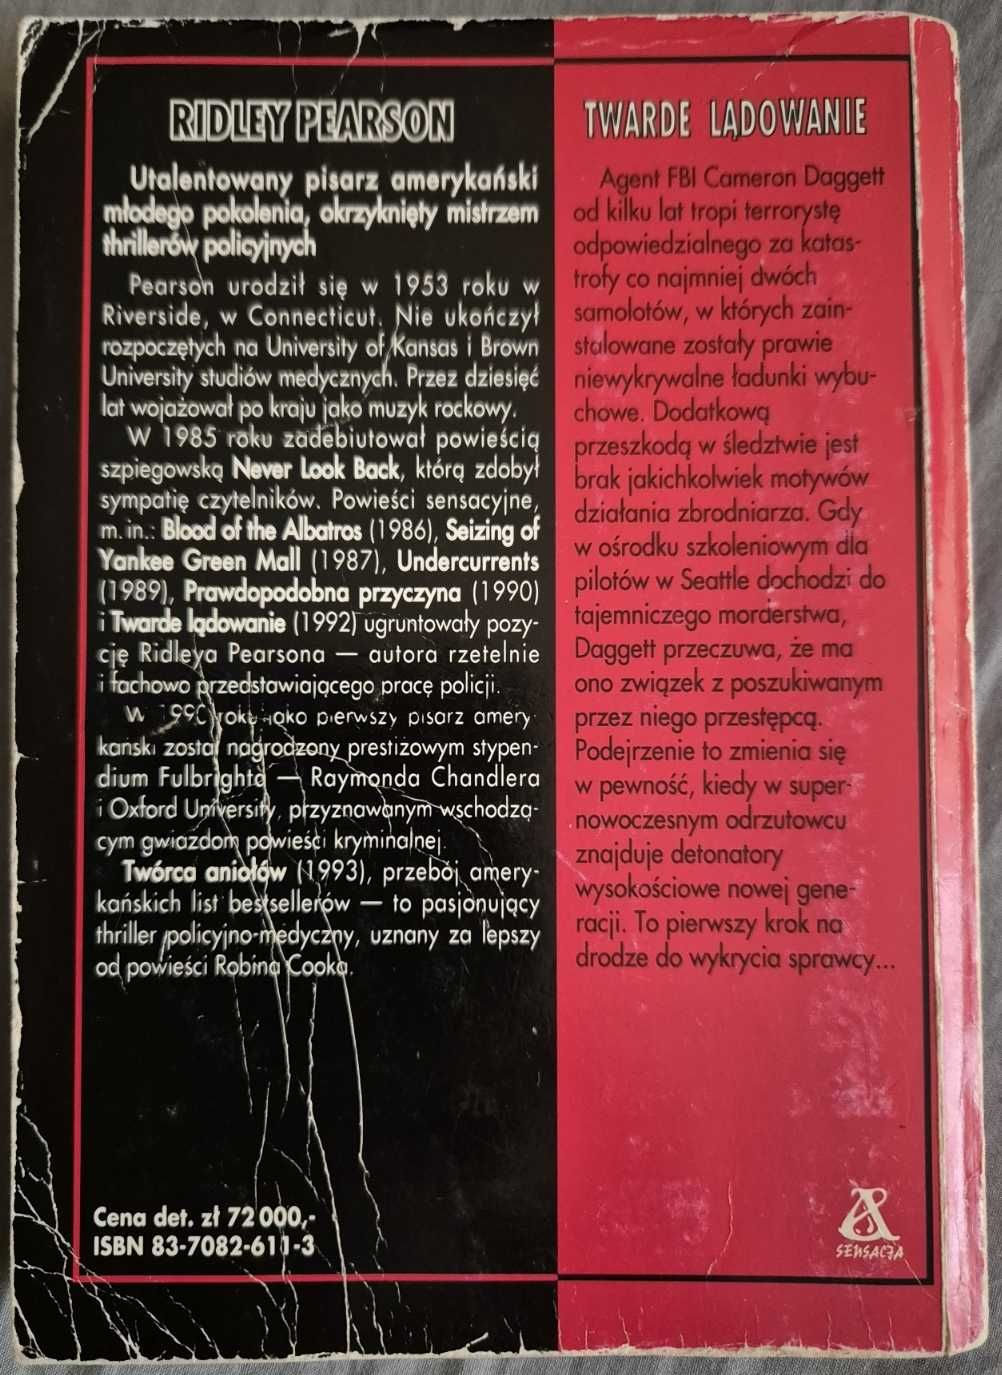 RIDLEY PEARSON
Utalentowany pisarz amerykański
młodego pokolenia, okrzyknięty mistrzem
thrillerów policyjnych
Pearson urodził się w 1953 roku w
Riverside, w Connecticut. Nie ukończył
rozpoczętych na University of Kansas i Brown
University studiów medycznych. Przez dziesięć
lat wojażował po kraju jako muzyk rockowy.
W 1985 roku zadebiutował powieścią
szpiegowską Never Look Back, którą zdobył
sympatię czytelników. Powieści sensacyjne,
m. in.: Blood of the Albatros (1986), Seizing of
Yankee Green Mall (1987), Undercurrents
(1989), Prawdopodobna przyczyna (1990)
i Twarde lądowanie (1992) ugruntowały pozy-
cję Ridleya Pearsona — autora rzetelnie
i fachowo przedstawiającego pracę policji.
W 1990 roku jako pierwszy pisarz amery-
kański został nagrodzony prestiżowym stypen-
dium Fulbrighta — Raymonda Chandlera
i Oxford University, przyznawanym wschodzą-
cym gwiazdom powieści kryminalnej.
Twórca aniołów (1993), przebój amery-
kańskich list bestsellerów — to pasjonujący
thriller policyjno-medyczny, uznany za lepszy
od powieści Robina Cooka.
Cena det. zł 72 000,-
ISBN 83-7082-611-3
TWARDE LĄDOWANIE
Agent FBI Cameron Daggett
od kilku lat tropi terrorystę
odpowiedzialnego za katas-
trofy co najmniej dwóch
samolotów, w których zain-
stalowane zostały prawie
niewykrywalne ładunki wybu-
chowe. Dodatkową
przeszkodą w śledztwie jest
brak jakichkolwiek motywów
działania zbrodniarza. Gdy
w ośrodku szkoleniowym dla
pilotów w Seattle dochodzi do
tajemniczego morderstwa,
Daggett przeczuwa, że ma
ono związek z poszukiwanym
przez niego przestępcą.
Podejrzenie to zmienia się
w pewność, kiedy w super-
nowoczesnym odrzutowcu
znajduje detonatory
wysokościowe nowej gene-
racji. To pierwszy krok na
drodze do wykrycia sprawcy...
A
SENSACJA